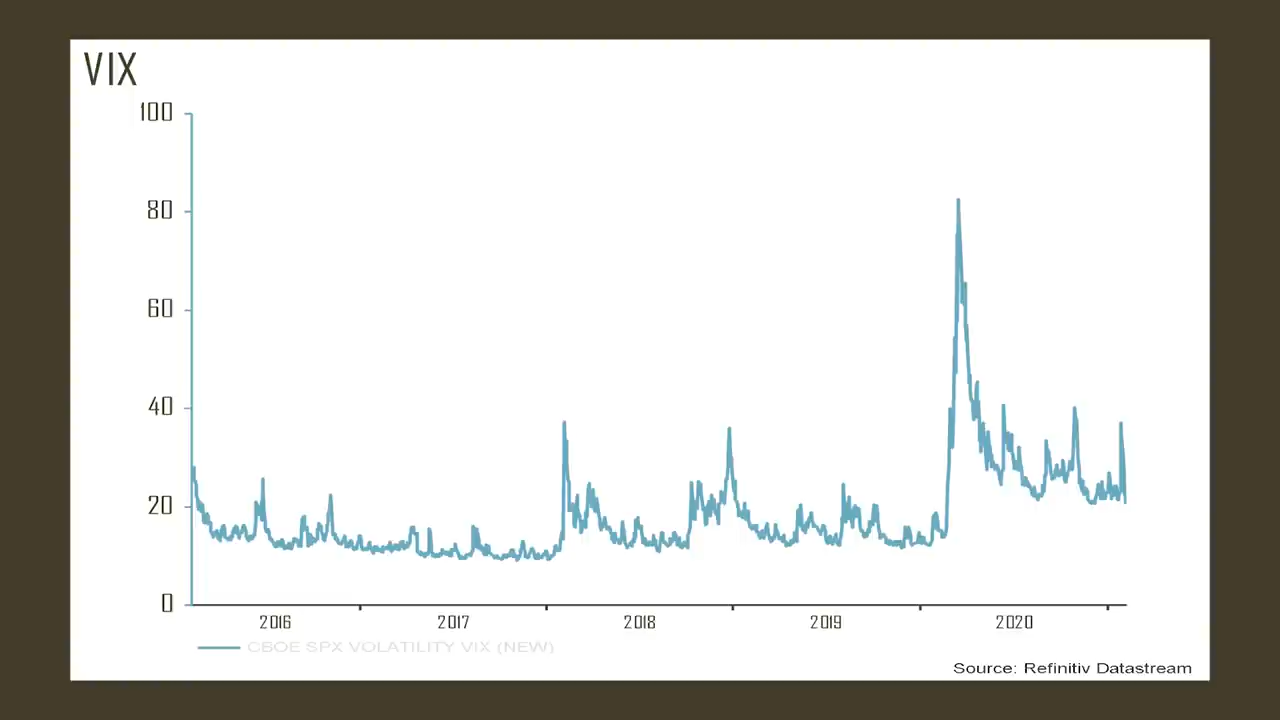 VIX
100
80
60
40
20
0
2016 2017 2018 2019 2020
CBOE SPX VOLATILITY VIX (NEW)
Source: Refinitiv Datastream